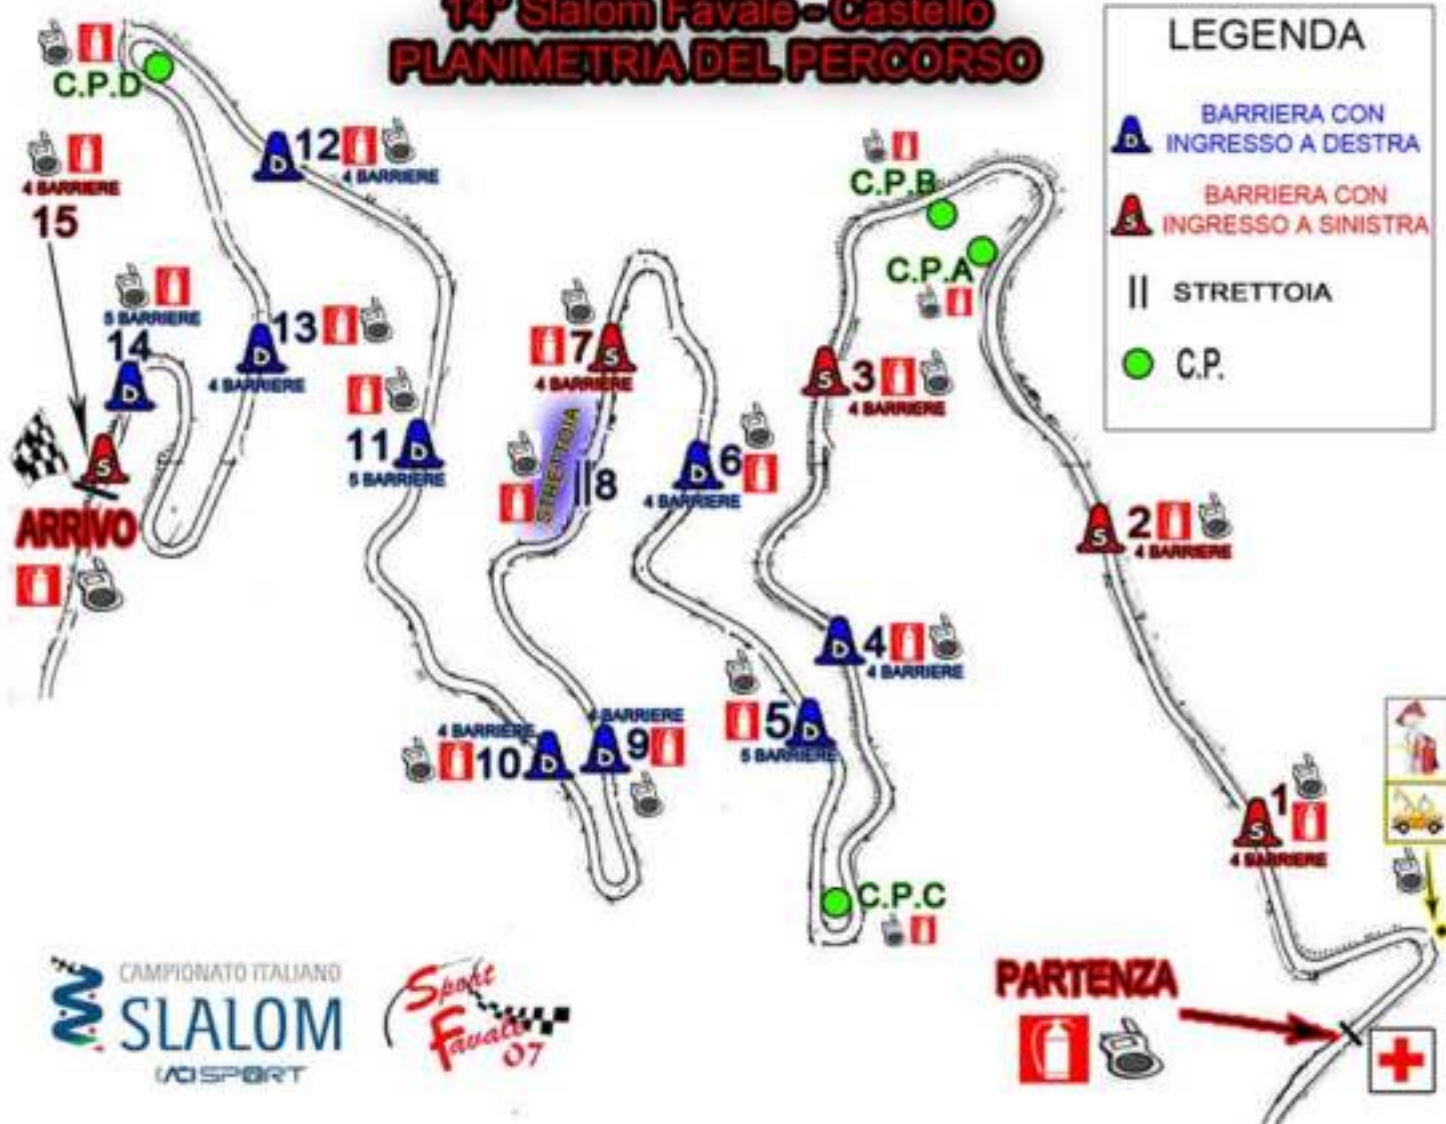 14° Slalom Favale - Castello
PLANIMETRIA DEL PERCORSO
LEGENDA
D
BARRIERA CON
INGRESSO A DESTRA
S
BARRIERA CON
INGRESSO A SINISTRA
STRETTOIA
C.P.
C.P.D
4 BARRIERE
15
D
12
4 BARRIERE
C.P.B
C.P.A
5 BARRIERE
14
D
D
13
4 BARRIERE
S
ARRIVO
11
D
5 BARRIERE
7
S
4 BARRIERE
STRETTOIA
8
D
6
4 BARRIERE
S
3
4 BARRIERE
S
2
4 BARRIERE
D
4
4 BARRIERE
5
D
5 BARRIERE
4 BARRIERE
10
D
4 BARRIERE
D
9
S
1
4 BARRIERE
C.P.C
PARTENZA
CAMPIONATO ITALIANO
SLALOM
ACI SPORT
Sport
Favale
07